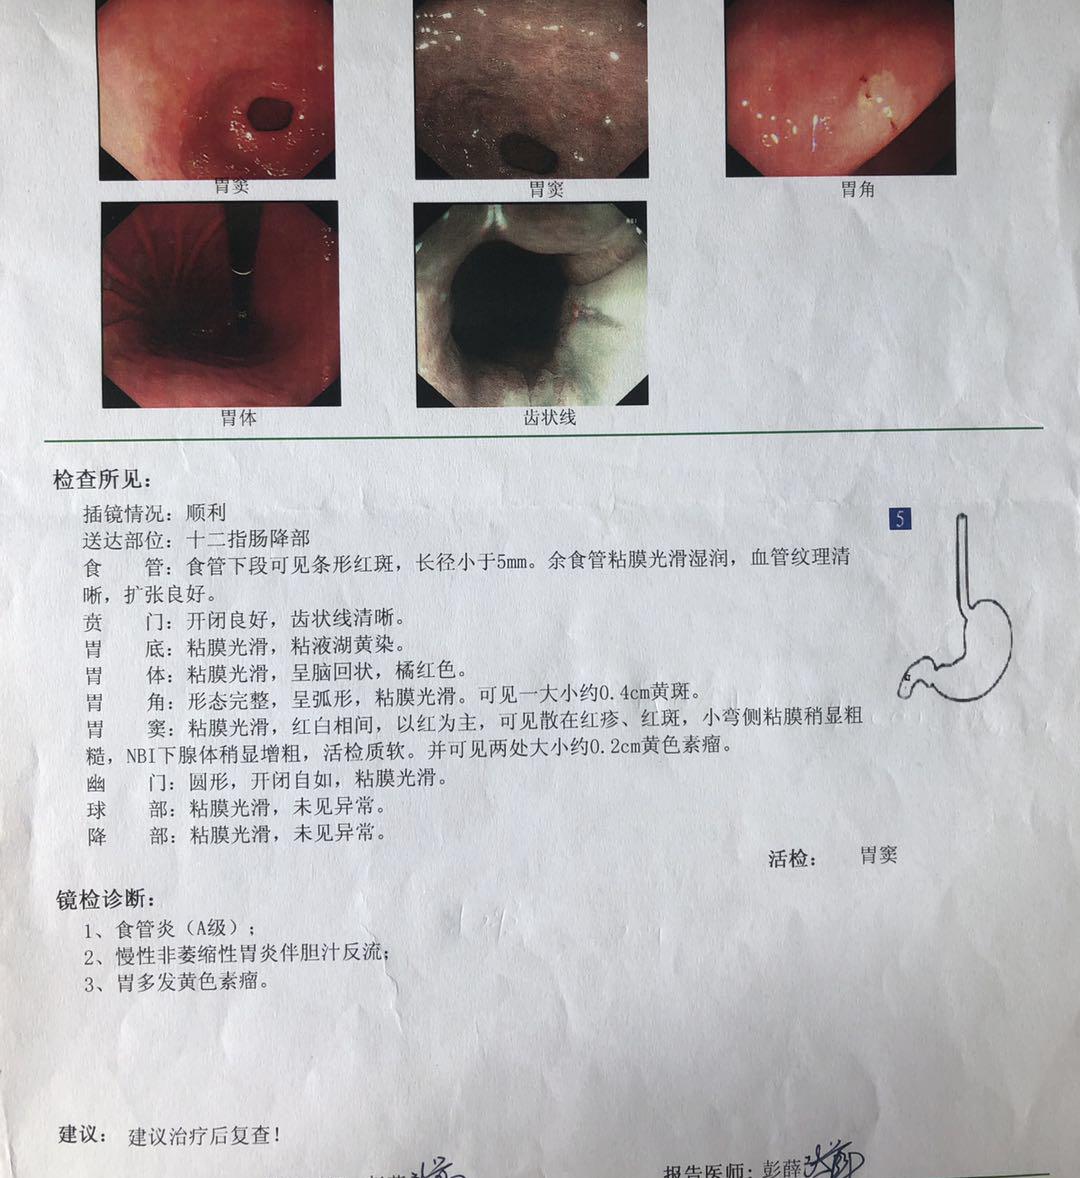 胃窦
胃窦
胃角
胃体
齿状线
检查所见：
插镜情况：顺利
送达部位：十二指肠降部
食 管：食管下段可见条形红斑，长径小于5mm。余食管粘膜光滑湿润，血管纹理清
晰，扩张良好。
贲 门：开闭良好，齿状线清晰。
胃 底：粘膜光滑，粘液湖黄染。
胃 体：粘膜光滑，呈脑回状，橘红色。
胃 角：形态完整，呈弧形，粘膜光滑。可见一大小约0.4cm黄斑。
胃 窦：粘膜光滑，红白相间，以红为主，可见散在红疹、红斑，小弯侧粘膜稍显粗
糙，NBI下腺体稍显增粗，活检质软。并可见两处大小约0.2cm黄色素瘤。
幽 门：圆形，开闭自如，粘膜光滑。
球 部：粘膜光滑，未见异常。
降 部：粘膜光滑，未见异常。
5
活检： 胃窦
镜检诊断：
1、食管炎（A级）；
2、慢性非萎缩性胃炎伴胆汁反流；
3、胃多发黄色素瘤。
建议： 建议治疗后复查！
报告医师：彭薛